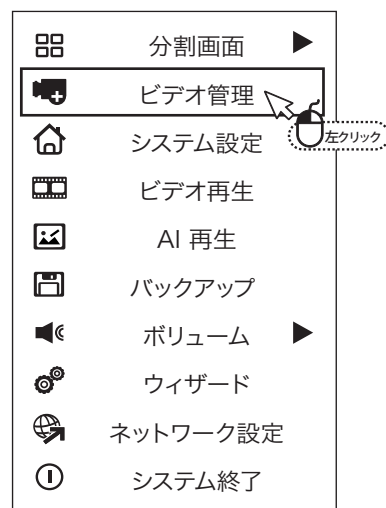 分割画面 ▶
ビデオ管理
左クリック
システム設定
ビデオ再生
AI 再生
バックアップ
ボリューム ▶
ウィザード
ネットワーク設定
システム終了